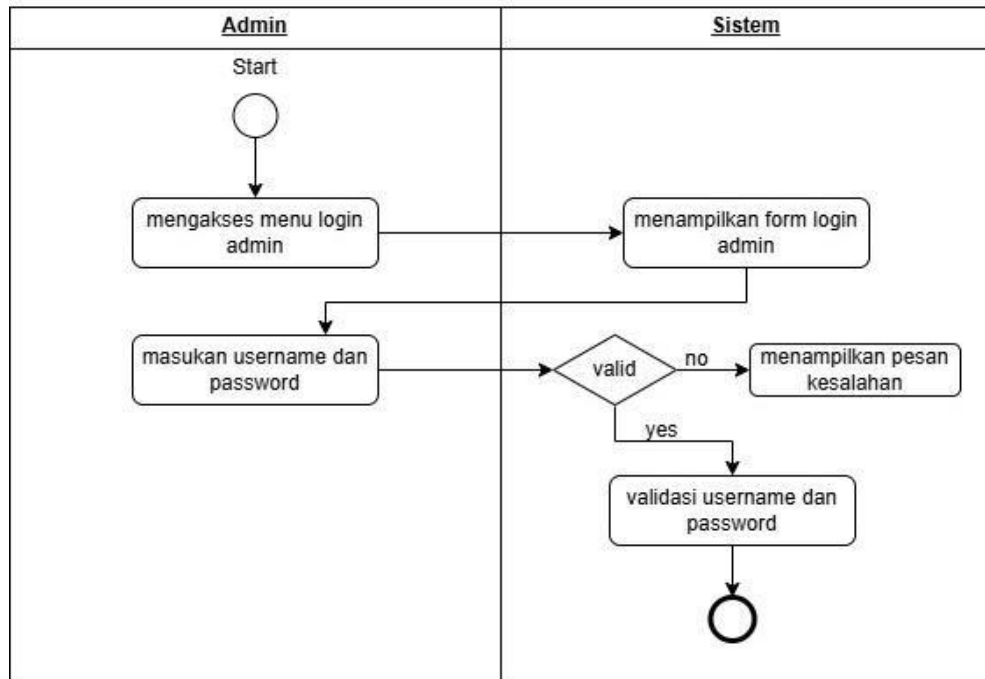 Admin
Sistem
Start
mengakses menu login
admin
menampilkan form login
admin
masukan username dan
password
valid
no
menampilkan pesan
kesalahan
yes
validasi username dan
password